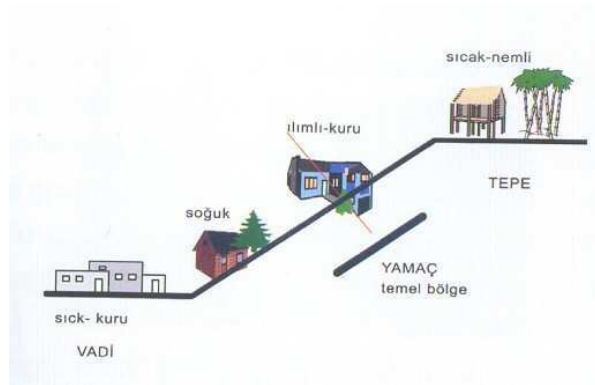 sıcak-nemli
ılımlı-kuru
TEPE
soğuk
YAMAÇ
temel bölge
sıck- kuru
VADİ